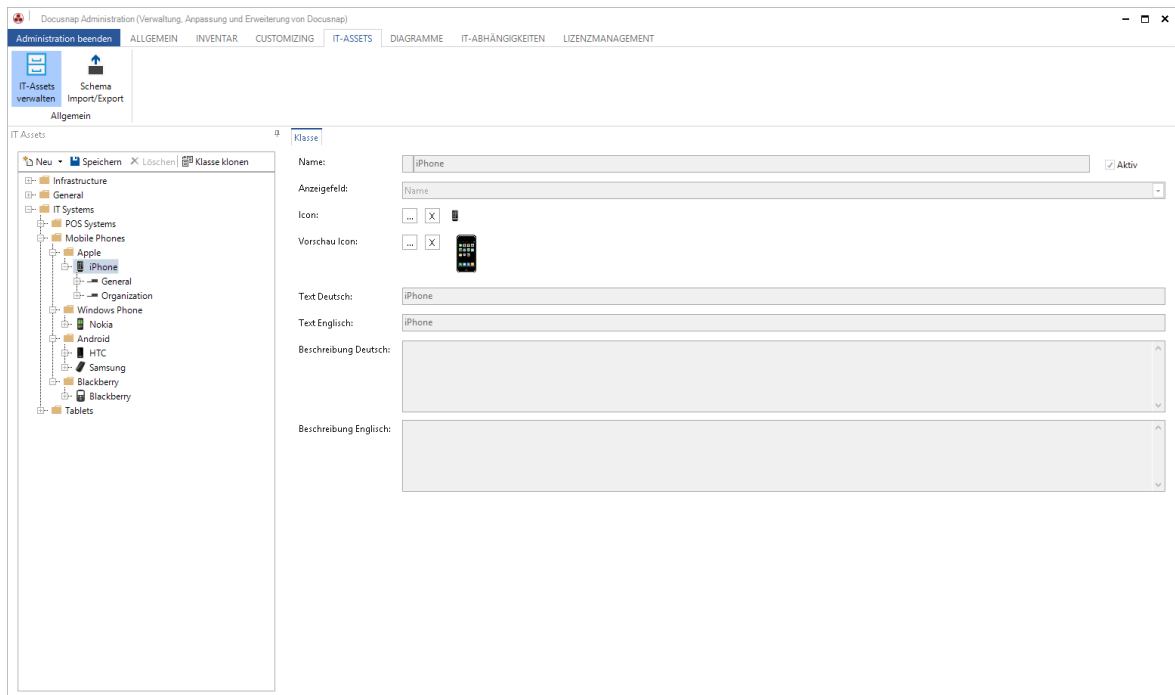 Docusnap Administration (Verwaltung, Anpassung und Erweiterung von Docusnap)
Administration beenden ALLGEMEIN INVENTAR CUSTOMIZING IT-ASSETS DIAGRAMME IT-ABHÄNGIGKEITEN LIZENZMANAGEMENT
IT-Assets verwalten
Schema Import/Export
Allgemein
IT Assets
Neu Speichern Löschen Klasse klonen
Infrastructure
General
IT Systems
POS Systems
Mobile Phones
Apple
iPhone
General
Organization
Windows Phone
Nokia
Android
HTC
Samsung
Blackberry
Blackberry
Tablets
Klasse
Name: iPhone Aktiv
Anzeigefeld: Name
Icon: ... X
Vorschau Icon: ... X
Text Deutsch: iPhone
Text Englisch: iPhone
Beschreibung Deutsch:
Beschreibung Englisch: